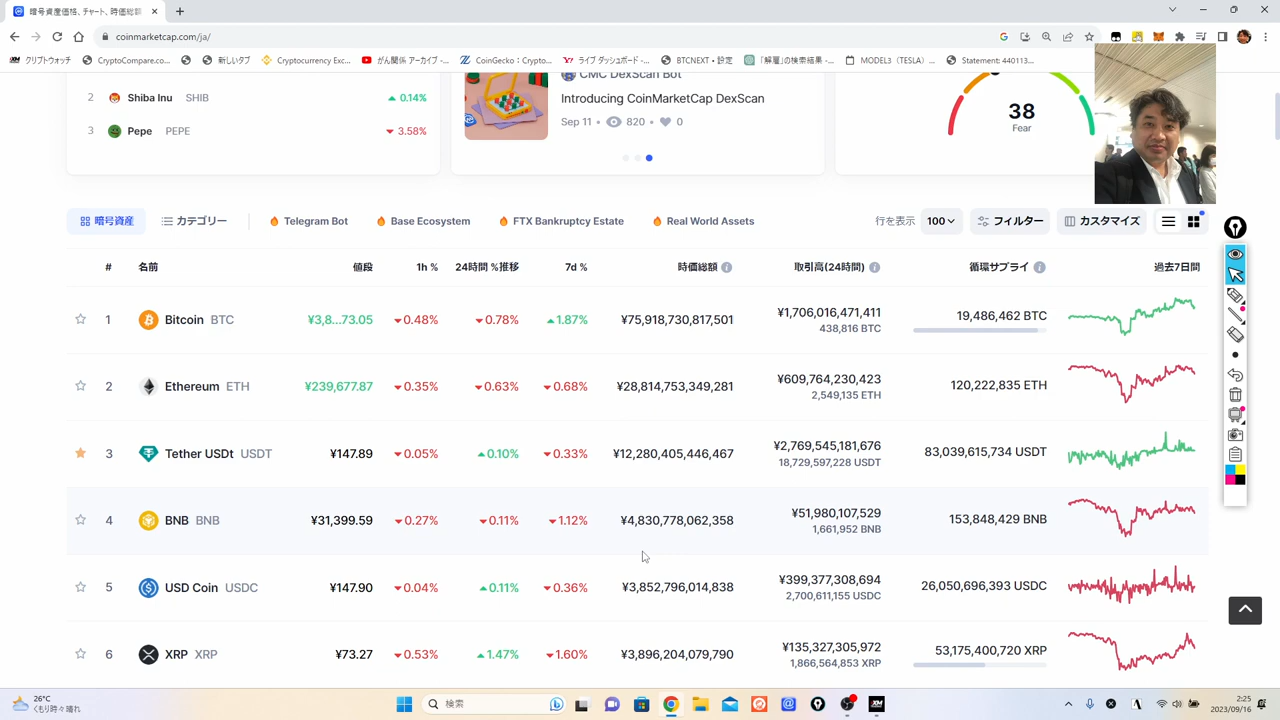 暗号資産価格、チャート、時価総額
coinmarketcap.com/ja/
クリプトウォッチ
CryptoCompare.co...
新しいタブ
Cryptocurrency Exc...
がん関係 アーカイブ -...
CoinGecko : Crypto...
ライブ ダッシュボード -...
BTCNEXT • 設定
「解雇」の検索結果 -...
MODEL3（TESLA）...
Statement: 440113...
2 Shiba Inu SHIB 0.14%
3 Pepe PEPE 3.58%
CMC DexScan Bot
Introducing CoinMarketCap DexScan
Sep 11 • 820 • 0
38
Fear
暗号資産 カテゴリー Telegram Bot Base Ecosystem FTX Bankruptcy Estate Real World Assets 行を表示 100 フィルター カスタマイズ
# 名前 値段 1h % 24時間 %推移 7d % 時価総額 取引高(24時間) 循環サプライ 過去7日間
1 Bitcoin BTC ¥3,8...73.05 0.48% 0.78% 1.87% ¥75,918,730,817,501 ¥1,706,016,471,411 19,486,462 BTC
438,816 BTC
2 Ethereum ETH ¥239,677.87 0.35% 0.63% 0.68% ¥28,814,753,349,281 ¥609,764,230,423 120,222,835 ETH
2,549,135 ETH
3 Tether USDt USDT ¥147.89 0.05% 0.10% 0.33% ¥12,280,405,446,467 ¥2,769,545,181,676 83,039,615,734 USDT
18,729,597,228 USDT
4 BNB BNB ¥31,399.59 0.27% 0.11% 1.12% ¥4,830,778,062,358 ¥51,980,107,529 153,848,429 BNB
1,661,952 BNB
5 USD Coin USDC ¥147.90 0.04% 0.11% 0.36% ¥3,852,796,014,838 ¥399,377,308,694 26,050,696,393 USDC
2,700,611,155 USDC
6 XRP XRP ¥73.27 0.53% 1.47% 1.60% ¥3,896,204,079,790 ¥135,327,305,972 53,175,400,720 XRP
1,866,564,853 XRP
26°C
くもり時々晴れ
検索
A
2:25
2023/09/16